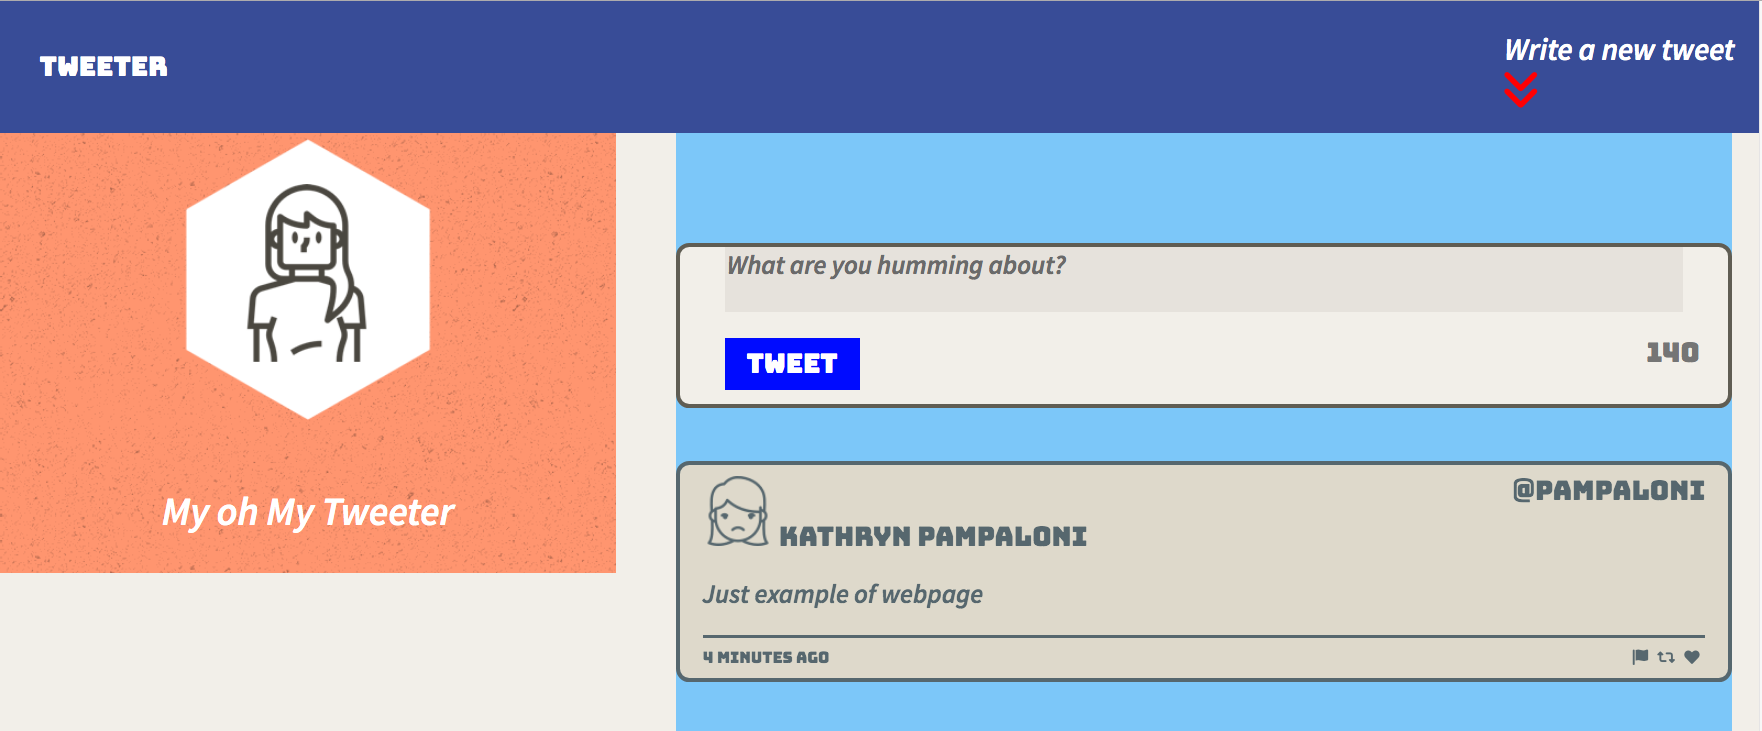 TWEETER
Write a new tweet
My oh My Tweeter
What are you humming about?
TWEET
140
@PAMPALONI
KATHRYN PAMPALONI
Just example of webpage
4 MINUTES AGO